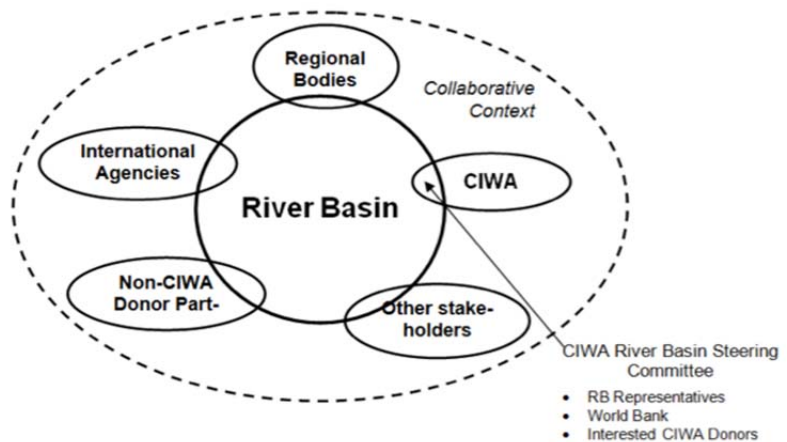 Regional
Bodies
Collaborative
Context
International
Agencies
CIWA
River Basin
Non-CIWA
Donor Part-
Other stake-
holders
CIWA River Basin Steering
Committee
• RB Representatives
• World Bank
• Interested CIWA Donors